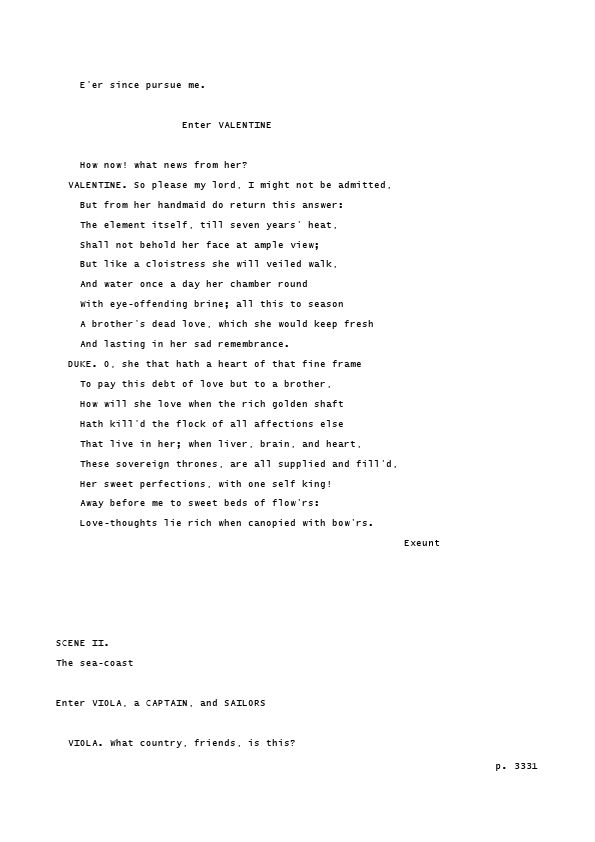 E'er since pursue me.
Enter VALENTINE
How now! what news from her?
VALENTINE. So please my lord, I might not be admitted,
But from her handmaid do return this answer:
The element itself, till seven years' heat,
Shall not behold her face at ample view;
But like a cloistress she will veiled walk,
And water once a day her chamber round
With eye-offending brine; all this to season
A brother's dead love, which she would keep fresh
And lasting in her sad remembrance.
DUKE. O, she that hath a heart of that fine frame
To pay this debt of love but to a brother,
How will she love when the rich golden shaft
Hath kill'd the flock of all affections else
That live in her; when liver, brain, and heart,
These sovereign thrones, are all supplied and fill'd,
Her sweet perfections, with one self king!
Away before me to sweet beds of flow'rs:
Love-thoughts lie rich when canopied with bow'rs.
Exeunt
SCENE II.
The sea-coast
Enter VIOLA, a CAPTAIN, and SAILORS
VIOLA. What country, friends, is this?
p. 3331